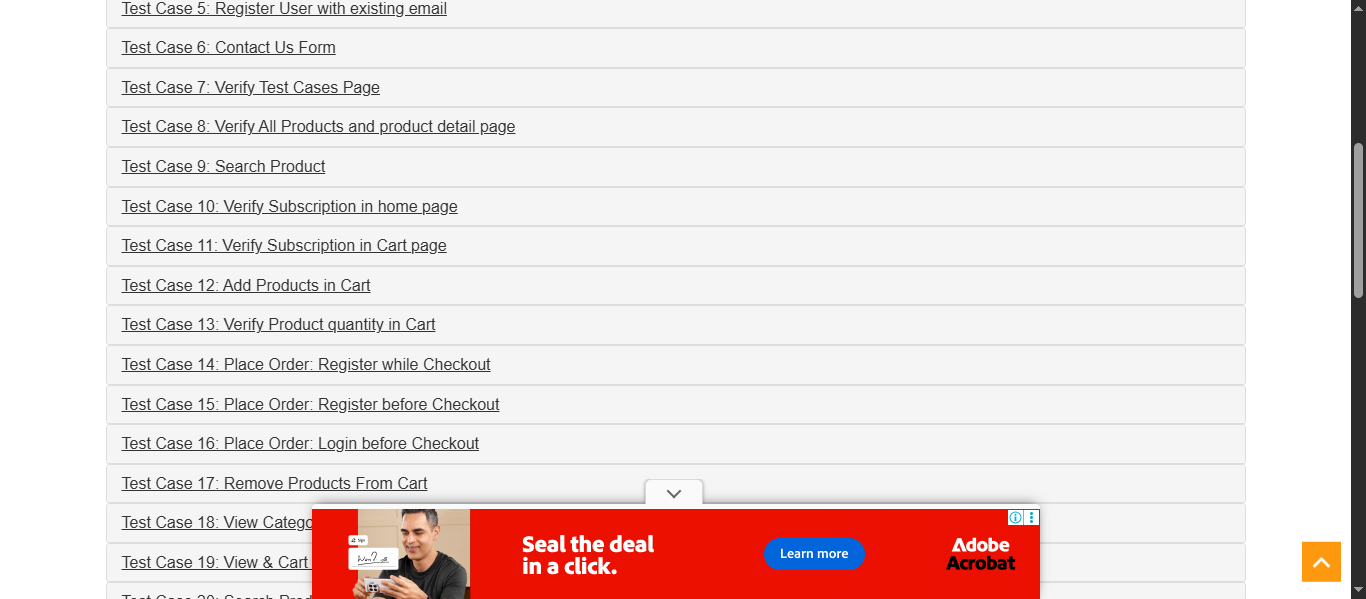 Test Case 5: Register User with existing email
Test Case 6: Contact Us Form
Test Case 7: Verify Test Cases Page
Test Case 8: Verify All Products and product detail page
Test Case 9: Search Product
Test Case 10: Verify Subscription in home page
Test Case 11: Verify Subscription in Cart page
Test Case 12: Add Products in Cart
Test Case 13: Verify Product quantity in Cart
Test Case 14: Place Order: Register while Checkout
Test Case 15: Place Order: Register before Checkout
Test Case 16: Place Order: Login before Checkout
Test Case 17: Remove Products From Cart
Test Case 18: View Catego
Test Case 19: View & Cart
Test Case 20: Search Prod
Seal the deal
in a click.
Learn more
Adobe
Acrobat